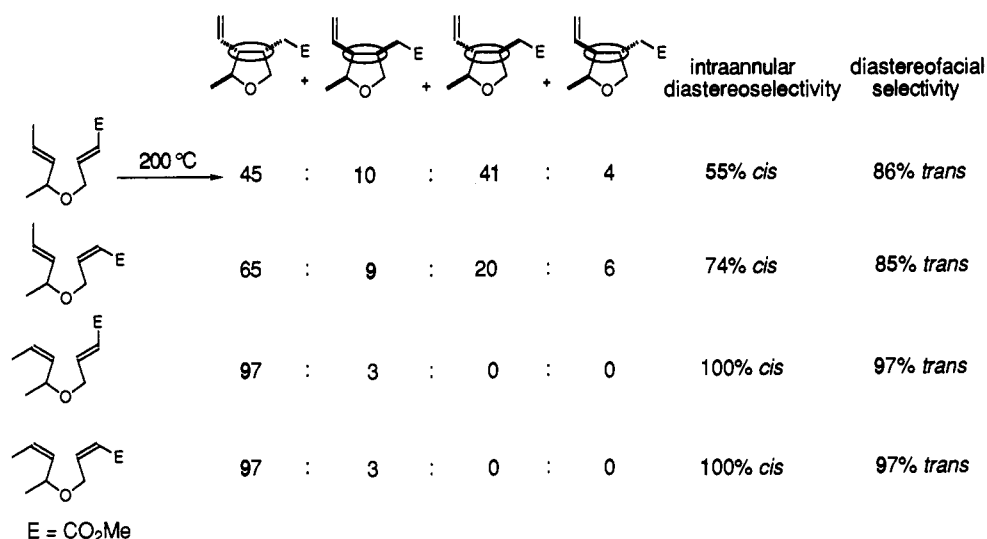 E E E E
O + O + O + O
intraannular diastereoselectivity
diastereofacial selectivity
E
O
200 °C
45 : 10 : 41 : 4 55% cis 86% trans
E
O
65 : 9 : 20 : 6 74% cis 85% trans
E
O
97 : 3 : 0 : 0 100% cis 97% trans
E
O
97 : 3 : 0 : 0 100% cis 97% trans
E = CO₂Me